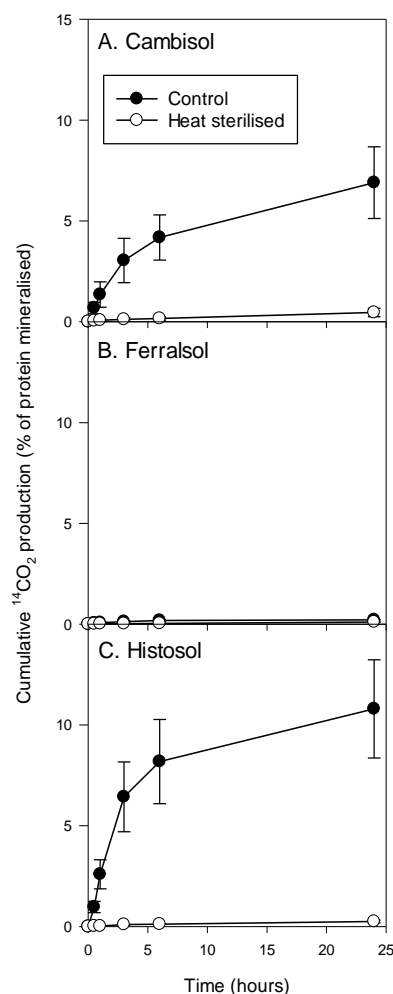 15
A. Cambisol
Control
Heat sterilised
10
5
0
B. Ferralsol
10
5
0
C. Histosol
10
5
0
0 5 10 15 20 25
Time (hours)
Cumulative ¹⁴CO₂ production (% of protein mineralised)